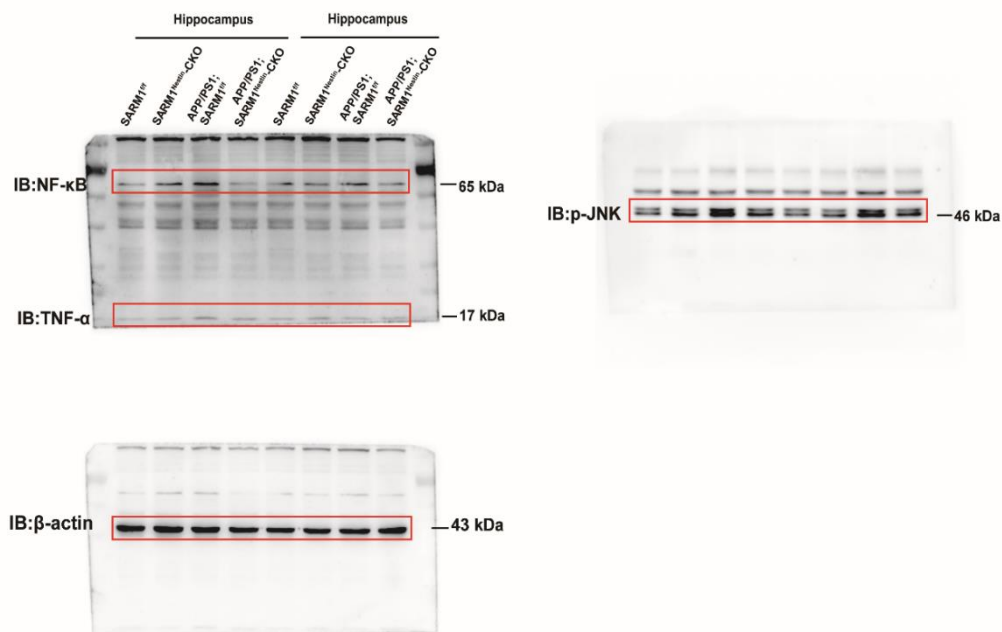 Hippocampus Hippocampus
SARM1f/f
SARM1Nestin-CKO
APP/PS1;
SARM1f/f
APP/PS1;
SARM1Nestin-CKO
SARM1f/f
SARM1Nestin-CKO
APP/PS1;
SARM1f/f
APP/PS1;
SARM1Nestin-CKO
IB:NF-κB
65 kDa
IB:TNF-α
17 kDa
IB:p-JNK
46 kDa
IB:β-actin
43 kDa